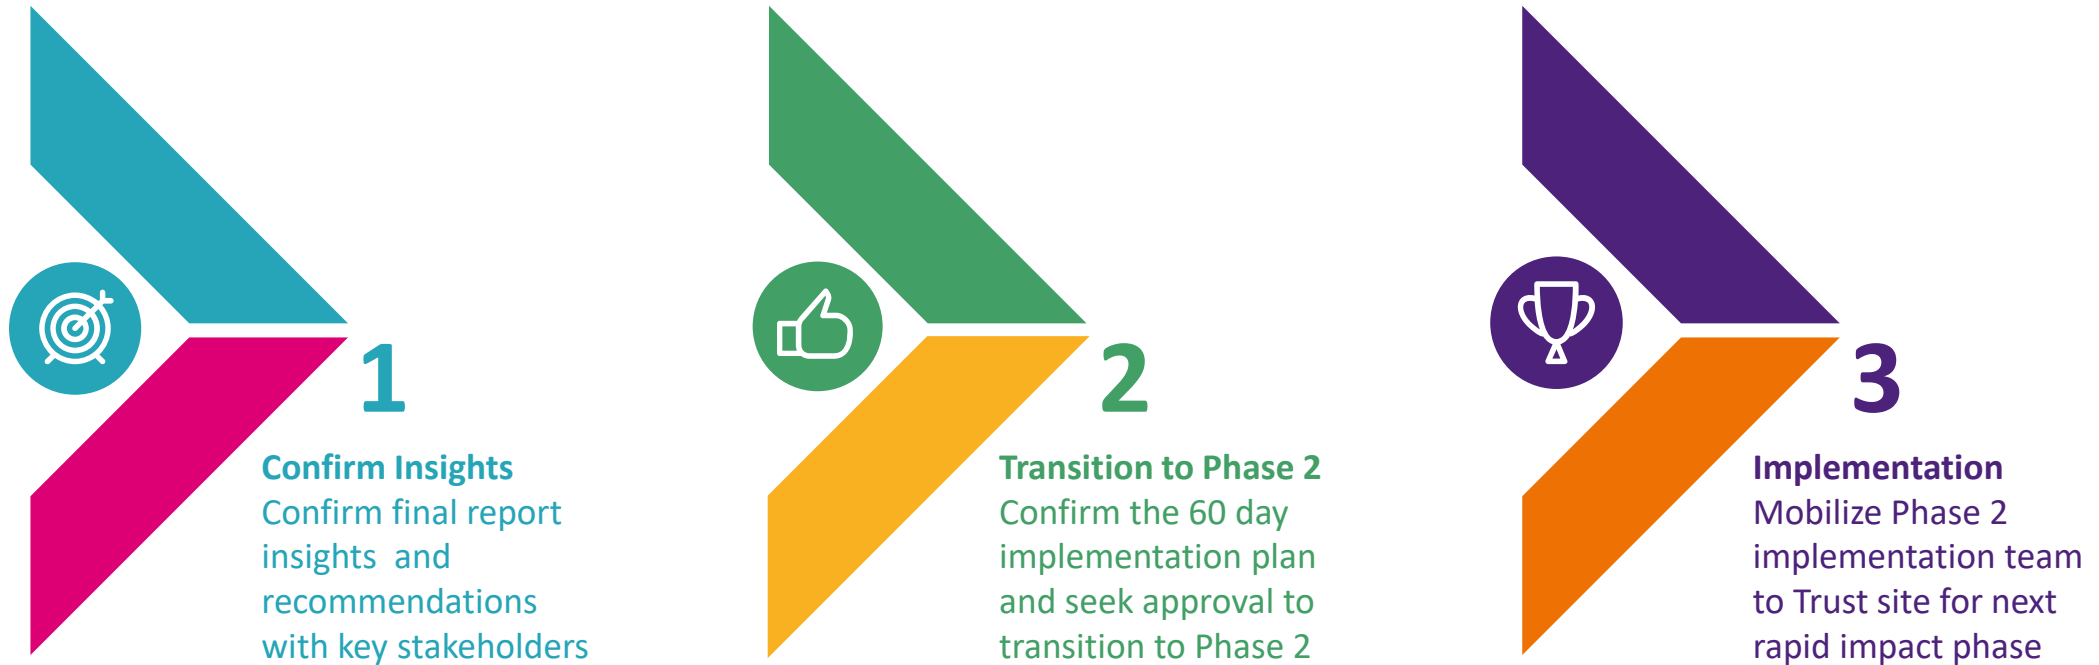 1
Confirm Insights
Confirm final report
insights  and
recommendations
with key stakeholders
2
Transition to Phase 2
Confirm the 60 day
implementation plan
and seek approval to
transition to Phase 2
3
Implementation
Mobilize Phase 2
implementation team
to Trust site for next
rapid impact phase